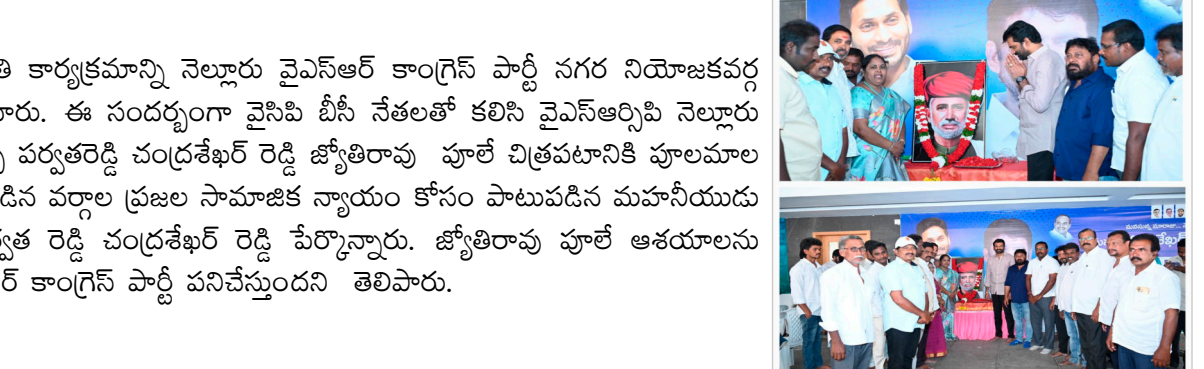 తి కార్యక్రమాన్ని నెల్లూరు వైఎస్ఆర్ కాంగ్రెస్ పార్టీ నగర నియోజకవర్గ
ారు. ఈ సందర్భంగా వైసిపి బీసీ నేతలతో కలిసి వైఎస్ఆర్సిపి నెల్లూరు
పర్వతరెడ్డి చంద్రశేఖర్ రెడ్డి జ్యోతిరావు పూలే చిత్రపటానికి పూలమాల
డిన వర్గాల ప్రజల సామాజిక న్యాయం కోసం పాటుపడిన మహనీయుడు
ర్వత రెడ్డి చంద్రశేఖర్ రెడ్డి పేర్కొన్నారు. జ్యోతిరావు పూలే ఆశయాలను
ర్ కాంగ్రెస్ పార్టీ పనిచేస్తుందని తెలిపారు.